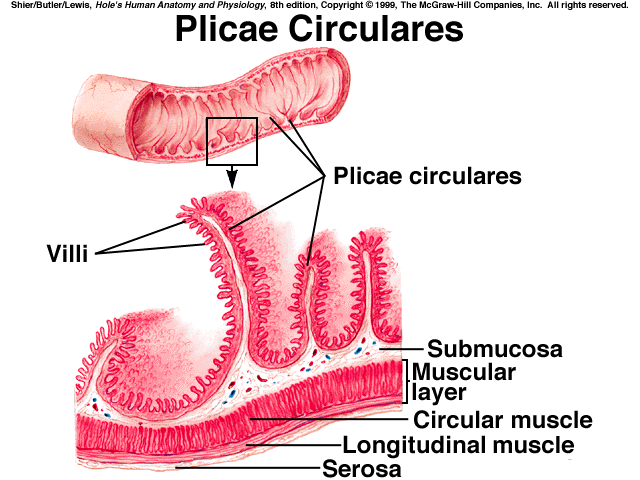 Shier/Butler/Lewis, Hole's Human Anatomy and Physiology, 8th edition, Copyright © 1999, The McGraw-Hill Companies, Inc. All rights reserved.
Plicae Circulares
Plicae circulares
Villi
Submucosa
Muscular
layer
Circular muscle
Longitudinal muscle
Serosa